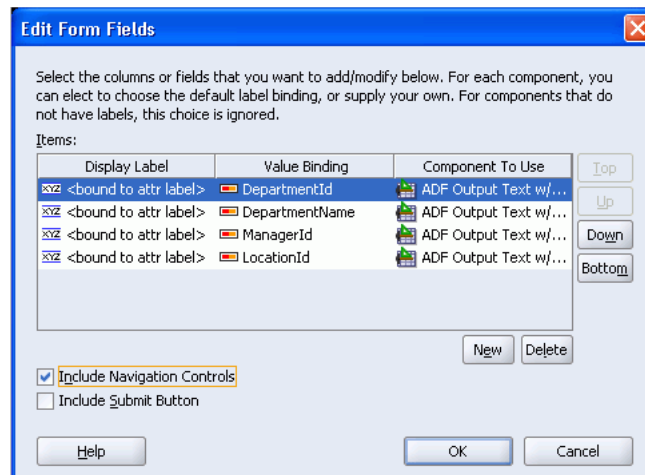 Edit Form Fields
Select the columns or fields that you want to add/modify below. For each component, you
can elect to choose the default label binding, or supply your own. For components that do
not have labels, this choice is ignored.
Items:
Display Label Value Binding Component To Use
XYZ <bound to attr label> DepartmentId ADF Output Text w/...
XYZ <bound to attr label> DepartmentName ADF Output Text w/...
XYZ <bound to attr label> ManagerId ADF Output Text w/...
XYZ <bound to attr label> LocationId ADF Output Text w/...
Top
Up
Down
Bottom
New Delete
Include Navigation Controls
Include Submit Button
Help OK Cancel